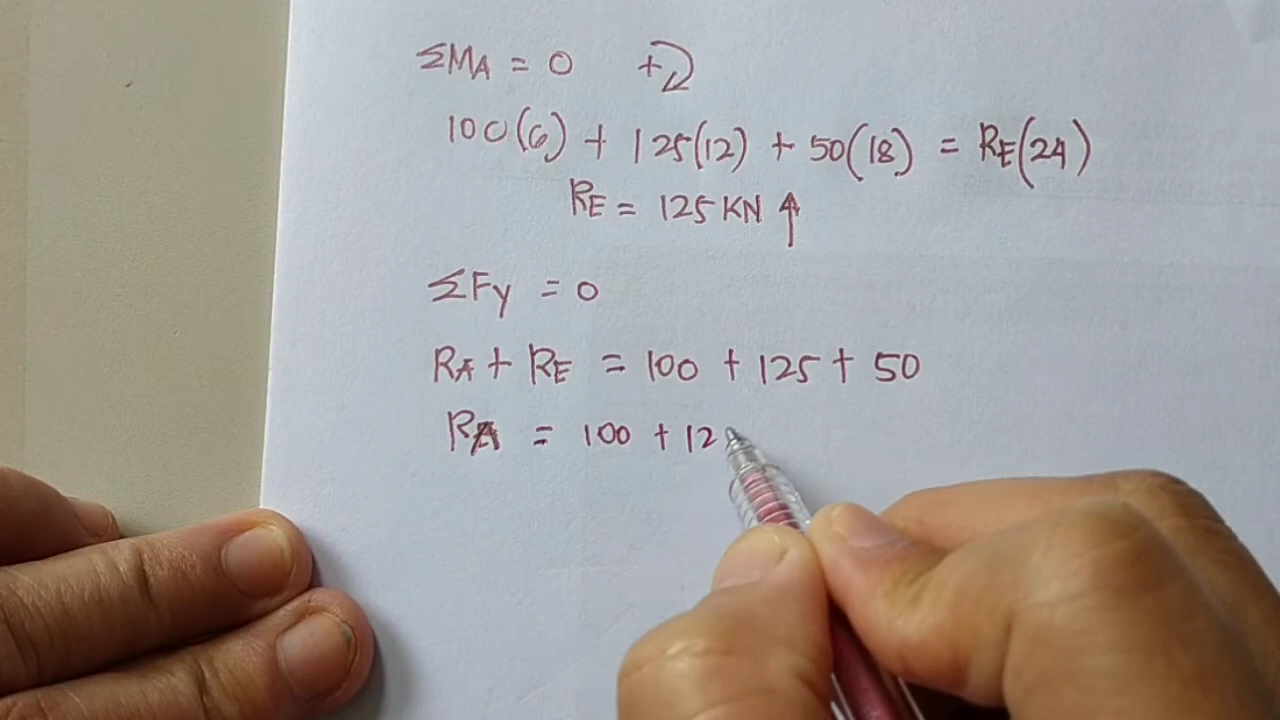 ΣMA = 0 +
100(6) + 125(12) + 50(18) = RE(24)
RE = 125 KN ↑
ΣFy = 0
RA + RE = 100 + 125 + 50
RA = 100 + 12